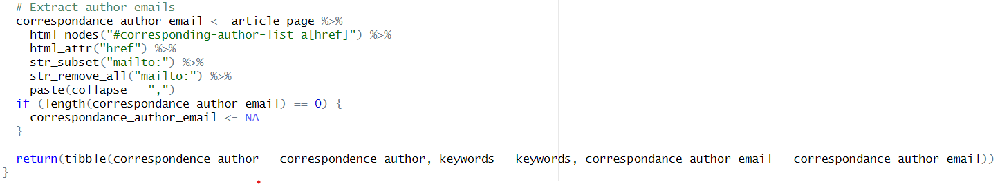 # Extract author emails
correspondance_author_email <- article_page %>%
html_nodes("#corresponding-author-list a[href]") %>%
html_attr("href") %>%
str_subset("mailto:") %>%
str_remove_all("mailto:") %>%
paste(collapse = ",")
if (length(correspondance_author_email) == 0) {
correspondance_author_email <- NA
}
return(tibble(correspondence_author = correspondence_author, keywords = keywords, correspondance_author_email = correspondance_author_email))
}